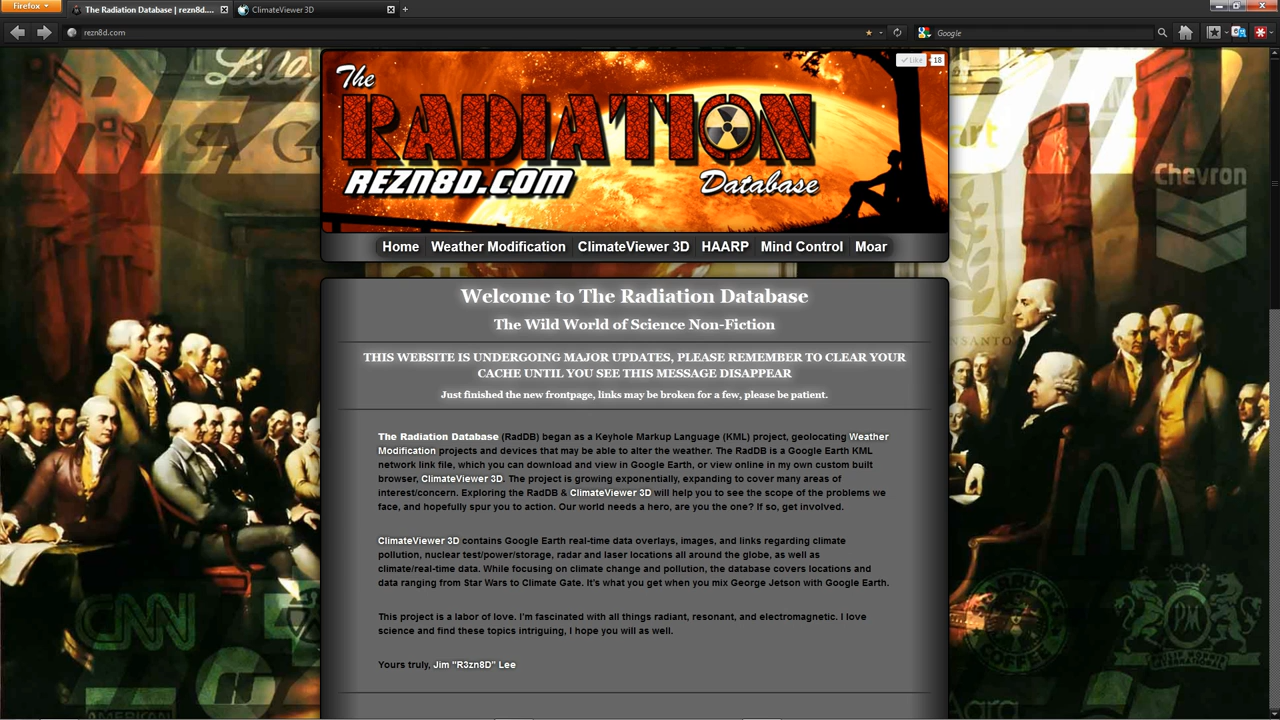 Firefox
The Radiation Database | rezn8d....
ClimateViewer 3D
rezn8d.com
Google
Like 18
The
RADIATION
REZN8D.COM
Database
VISA
Chevron
Home Weather Modification ClimateViewer 3D HAARP Mind Control Moar
Welcome to The Radiation Database
The Wild World of Science Non-Fiction
THIS WEBSITE IS UNDERGOING MAJOR UPDATES, PLEASE REMEMBER TO CLEAR YOUR
CACHE UNTIL YOU SEE THIS MESSAGE DISAPPEAR
Just finished the new frontpage, links may be broken for a few, please be patient.
The Radiation Database (RadDB) began as a Keyhole Markup Language (KML) project, geolocating Weather
Modification projects and devices that may be able to alter the weather. The RadDB is a Google Earth KML
network link file, which you can download and view in Google Earth, or view online in my own custom built
browser, ClimateViewer 3D. The project is growing exponentially, expanding to cover many areas of
interest/concern. Exploring the RadDB & ClimateViewer 3D will help you to see the scope of the problems we
face, and hopefully spur you to action. Our world needs a hero, are you the one? If so, get involved.
ClimateViewer 3D contains Google Earth real-time data overlays, images, and links regarding climate
pollution, nuclear test/power/storage, radar and laser locations all around the globe, as well as
climate/real-time data. While focusing on climate change and pollution, the database covers locations and
data ranging from Star Wars to Climate Gate. It's what you get when you mix George Jetson with Google Earth.
This project is a labor of love. I'm fascinated with all things radiant, resonant, and electromagnetic. I love
science and find these topics intriguing, I hope you will as well.
Yours truly, Jim "R3zn8D" Lee
CNN
COFFEE
AMERICAN